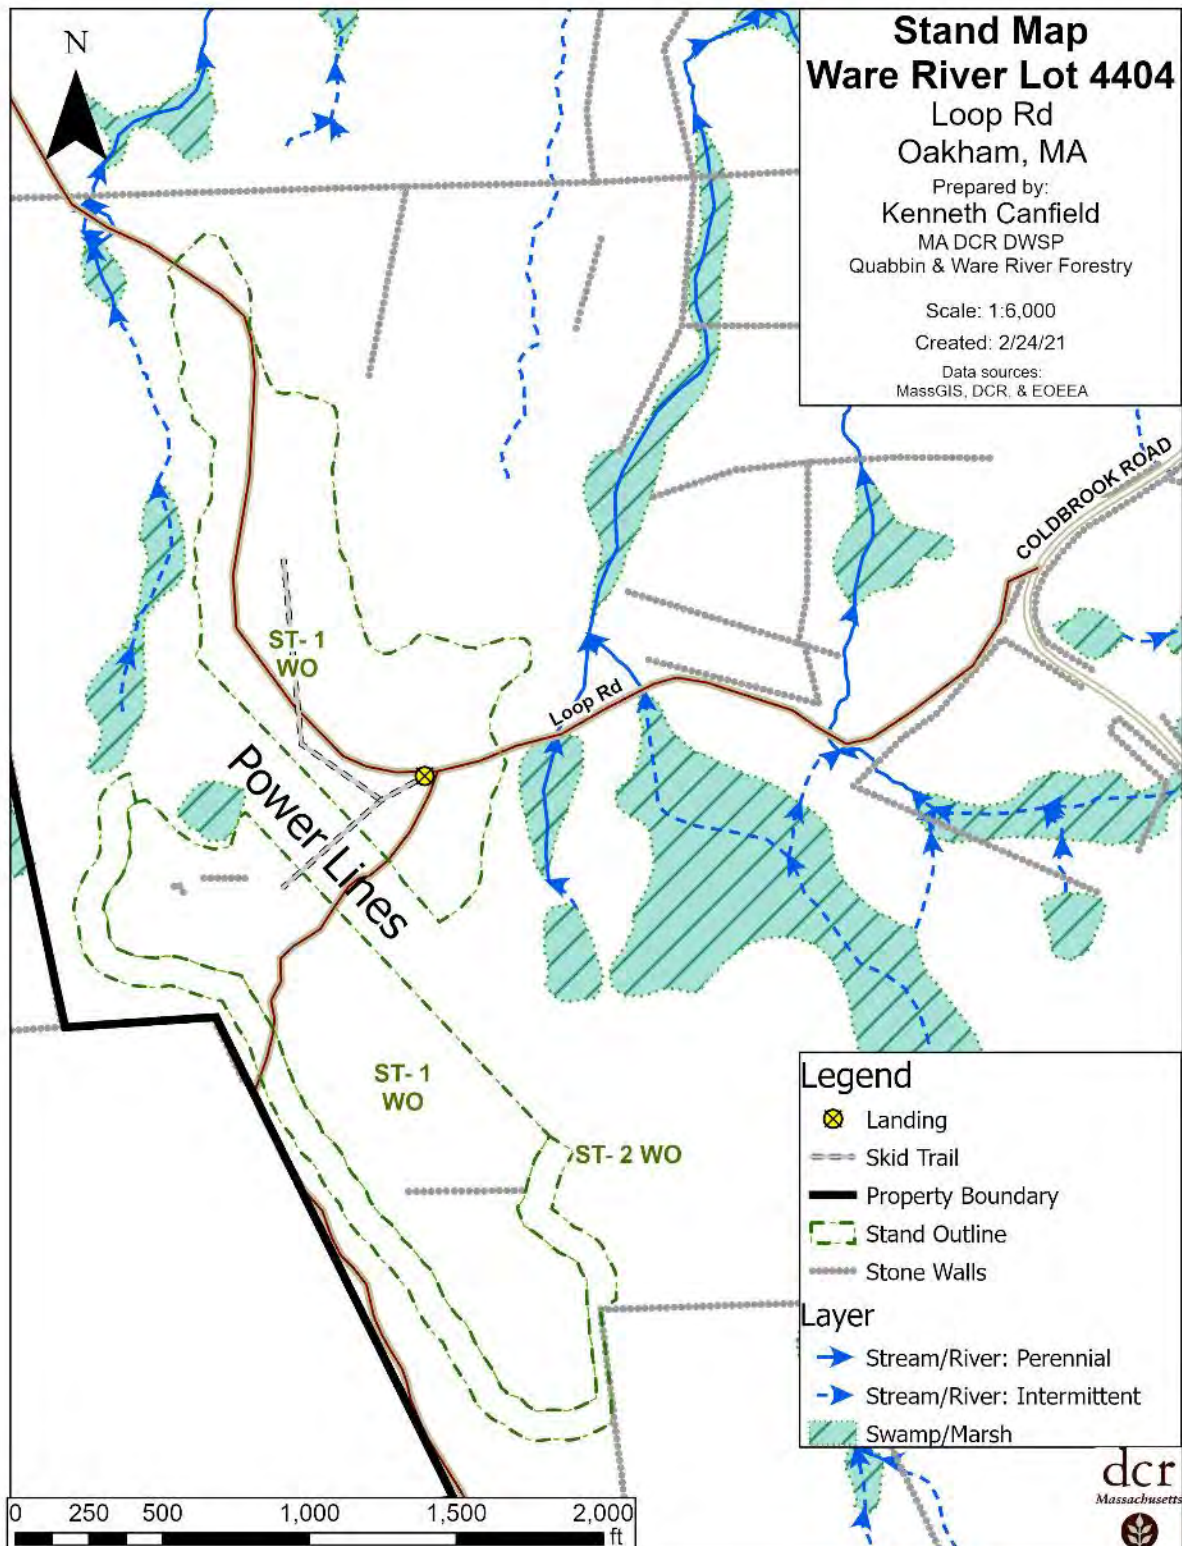 N
Stand Map
Ware River Lot 4404
Loop Rd
Oakham, MA
Prepared by:
Kenneth Canfield
MA DCR DWSP
Quabbin & Ware River Forestry
Scale: 1:6,000
Created: 2/24/21
Data sources:
MassGIS, DCR, & EOEEA
COLDBROOK ROAD
ST- 1
WO
Loop Rd
Power Lines
ST- 1
WO
ST- 2 WO
Legend
Landing
Skid Trail
Property Boundary
Stand Outline
Stone Walls
Layer
Stream/River: Perennial
Stream/River: Intermittent
Swamp/Marsh
dcr
Massachusetts
0 250 500 1,000 1,500 2,000
ft